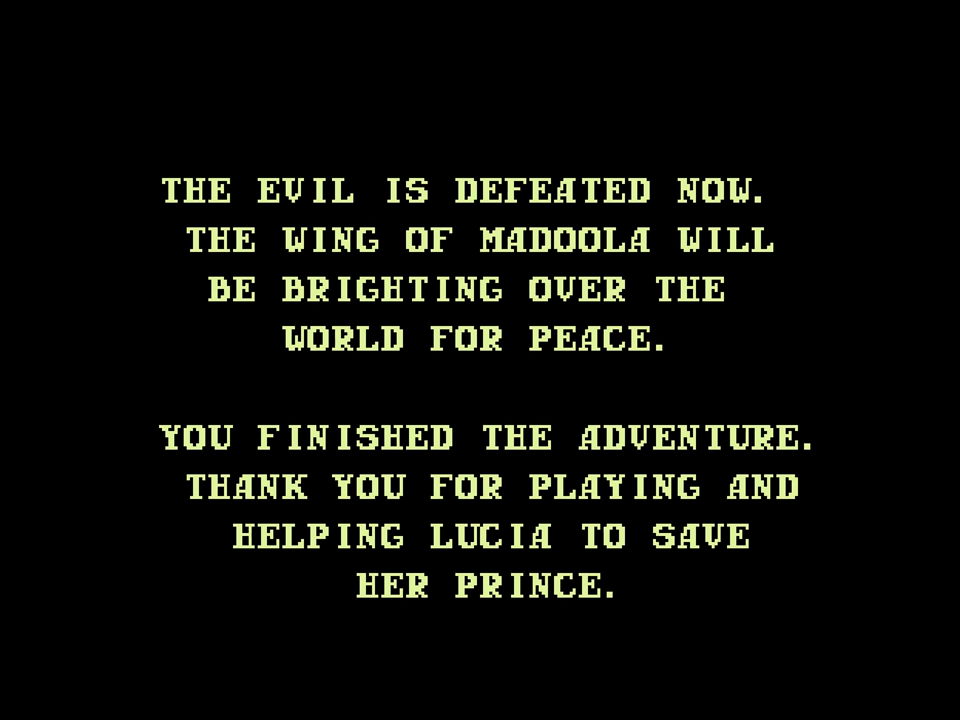 THE EVIL IS DEFEATED NOW.
THE WING OF MADOOLA WILL
BE BRIGHTING OVER THE
WORLD FOR PEACE.
YOU FINISHED THE ADVENTURE.
THANK YOU FOR PLAYING AND
HELPING LUCIA TO SAVE
HER PRINCE.